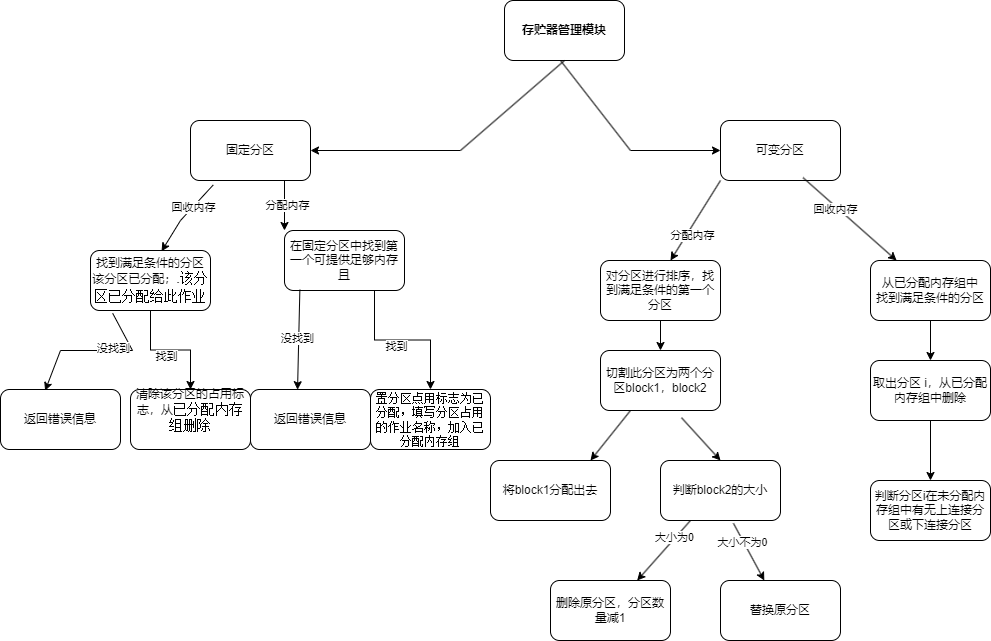 存贮器管理模块
固定分区
可变分区
回收内存
分配内存
回收内存
分配内存
找到满足条件的分区
该分区已分配；.该分
区已分配给此作业
在固定分区中找到第
一个可提供足够内存
且
对分区进行排序，找
到满足条件的第一个
分区
从已分配内存组中
找到满足条件的分区
没找到
找到
没找到
找到
切割此分区为两个分
区block1，block2
取出分区 i，从已分配
内存组中删除
返回错误信息
清除该分区的占用标
志，从已分配内存
组删除
返回错误信息
置分区占用标志为已
分配，填写分区占用
的作业名称，加入已
分配内存组
将block1分配出去
判断block2的大小
判断分区i在未分配内
存组中有无上连接分
区或下连接分区
大小为0
大小不为0
删除原分区，分区数
量减1
替换原分区